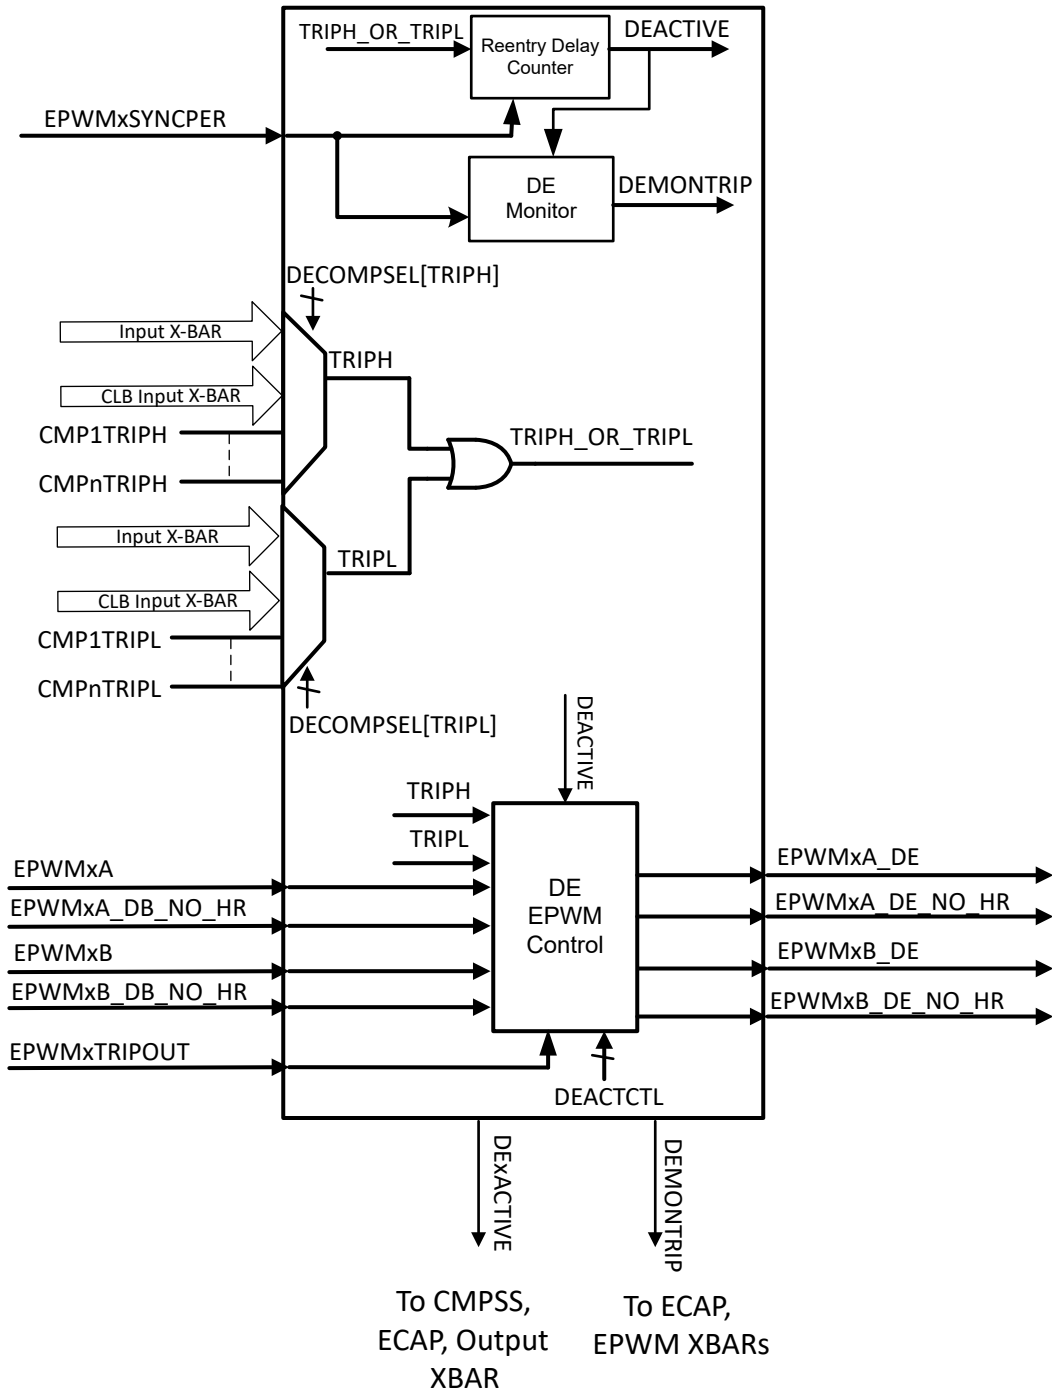 TRIPH_OR_TRIPL
Reentry Delay
Counter
DEACTIVE
EPWMxSYNCPER
DE
Monitor
DEMONTRIP
DECOMPSEL[TRIPH]
Input X-BAR
TRIPH
CLB Input X-BAR
CMP1TRIPH
TRIPH_OR_TRIPL
CMPnTRIPH
Input X-BAR
TRIPL
CLB Input X-BAR
CMP1TRIPL
CMPnTRIPL
DECOMPSEL[TRIPL]
DEACTIVE
TRIPH
TRIPL
EPWMxA
EPWMxA_DB_NO_HR
EPWMxB
EPWMxB_DB_NO_HR
EPWMxTRIPOUT
DE
EPWM
Control
EPWMxA_DE
EPWMxA_DE_NO_HR
EPWMxB_DE
EPWMxB_DE_NO_HR
DEACTCTL
DExACTIVE
DEMONTRIP
To CMPSS,
ECAP, Output
XBAR
To ECAP,
EPWM XBARs